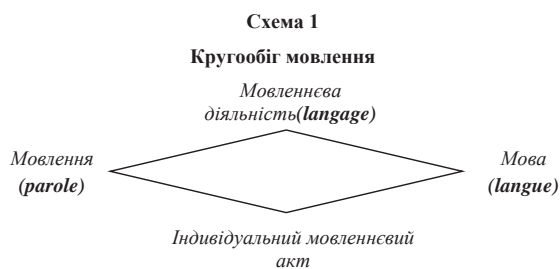 Схема 1
Кругообіг мовлення
Мовленнєва
діяльність(langage)
Мовлення
(parole)
Мова
(langue)
Індивідуальний мовленнєвий
акт